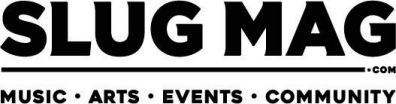 SLUG MAG
•COM
MUSIC • ARTS • EVENTS • COMMUNITY